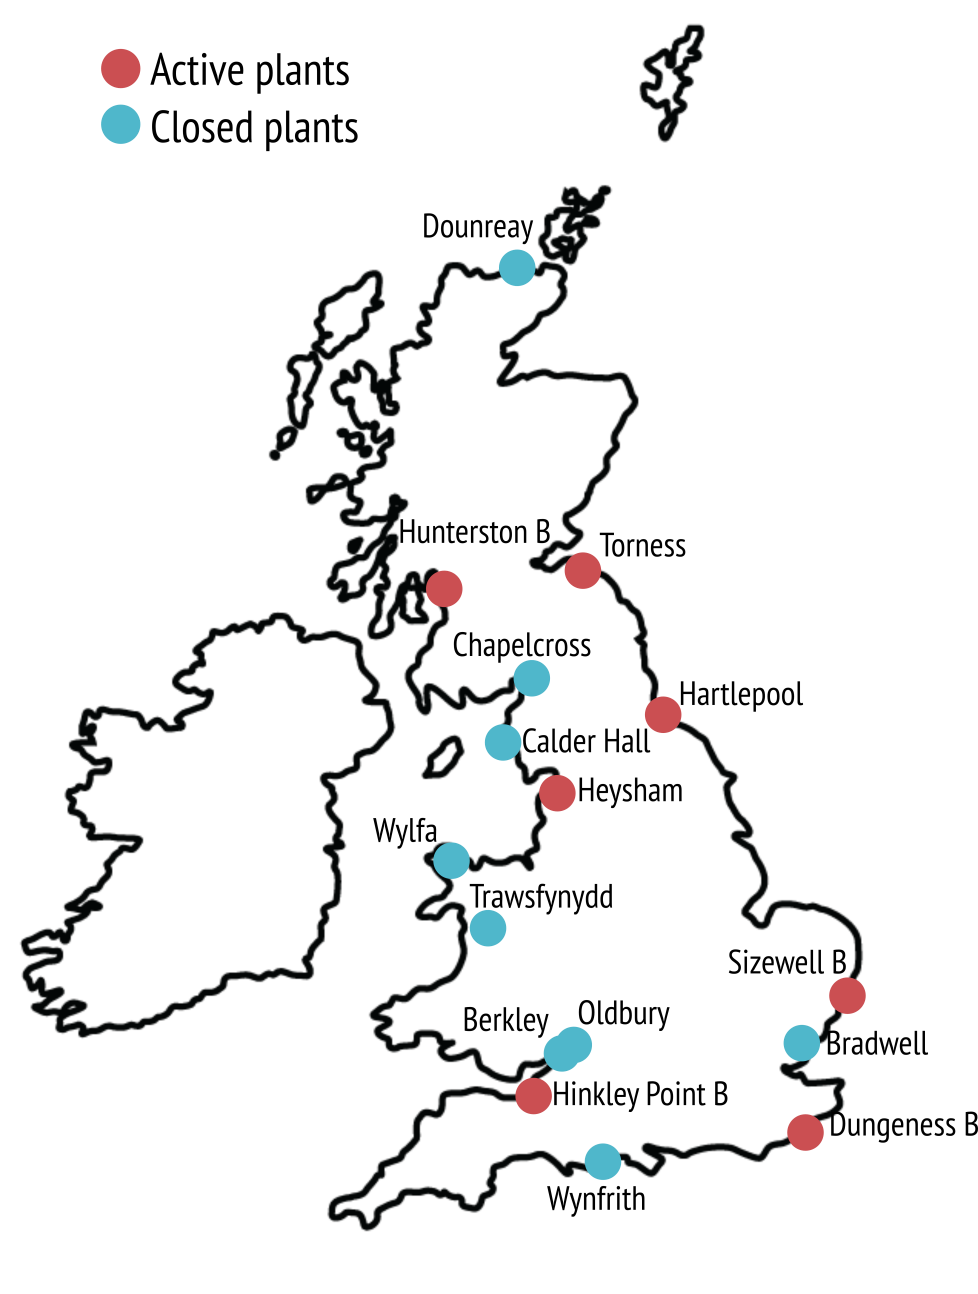 Active plants
Closed plants
Dounreay
Hunterston B
Torness
Chapelcross
Hartlepool
Calder Hall
Heysham
Wylfa
Trawsfynydd
Sizewell B
Berkley
Oldbury
Bradwell
Hinkley Point B
Dungeness B
Wynfrith